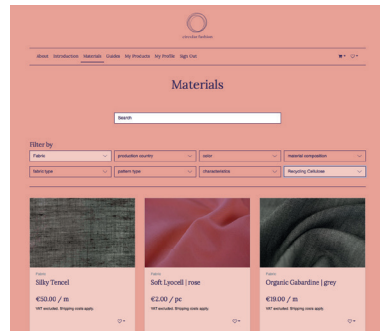 circular.fashion
About Introduction Materials Guides My Products My Profile Sign Out
Materials
Search
Filter by
Fabric production country color material composition
fabric type pattern type characteristics Recycling Cellulose
Fabric
Silky Tencel
€50.00 / m
VAT excluded. Shipping costs apply.
Fabric
Soft Lyocell | rose
€2.00 / pc
VAT excluded. Shipping costs apply.
Fabric
Organic Gabardine | grey
€19.00 / m
VAT excluded. Shipping costs apply.